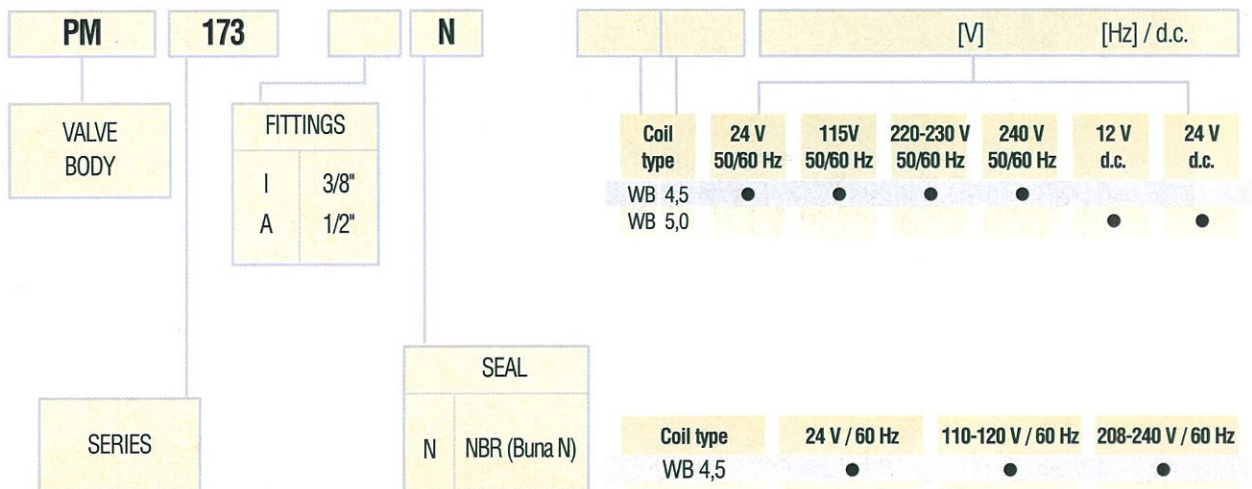 PM 173 N [V] [Hz] / d.c.
VALVE
BODY
FITTINGS
I 3/8"
A 1/2"
Coil type 24 V 50/60 Hz 115V 50/60 Hz 220-230 V 50/60 Hz 240 V 50/60 Hz 12 V d.c. 24 V d.c.
WB 4,5 ● ● ● ●
WB 5,0 ● ●
SERIES
SEAL
N NBR (Buna N)
Coil type 24 V / 60 Hz 110-120 V / 60 Hz 208-240 V / 60 Hz
WB 4,5 ● ● ●